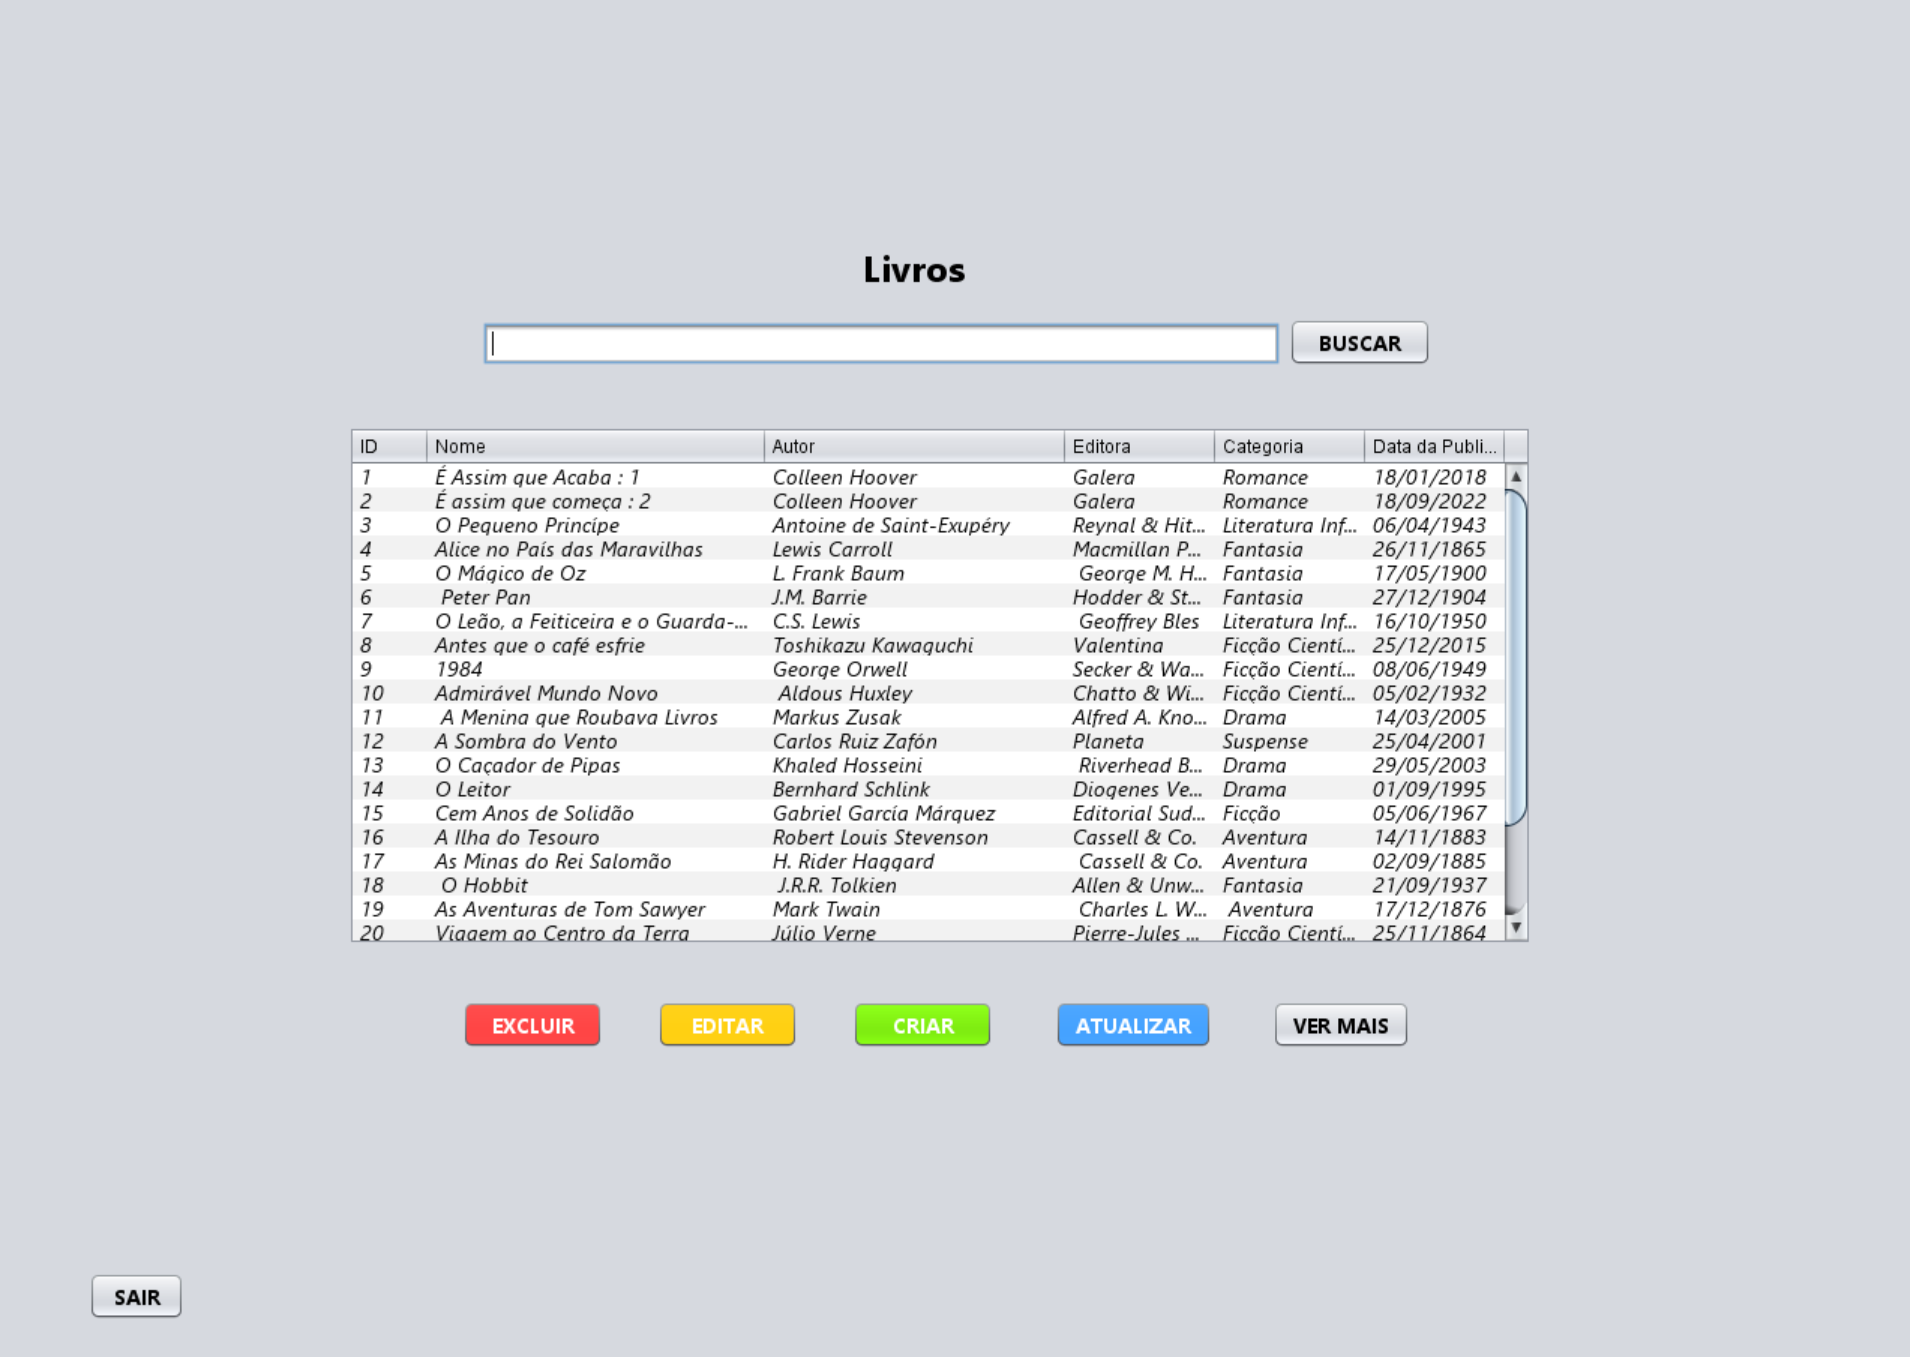 Livros
BUSCAR
ID Nome Autor Editora Categoria Data da Publi...
1 É Assim que Acaba : 1 Colleen Hoover Galera Romance 18/01/2018
2 É assim que começa : 2 Colleen Hoover Galera Romance 18/09/2022
3 O Pequeno Princípe Antoine de Saint-Exupéry Reynal & Hit... Literatura Inf... 06/04/1943
4 Alice no País das Maravilhas Lewis Carroll Macmillan P... Fantasia 26/11/1865
5 O Mágico de Oz L. Frank Baum George M. H... Fantasia 17/05/1900
6 Peter Pan J.M. Barrie Hodder & St... Fantasia 27/12/1904
7 O Leão, a Feiticeira e o Guarda-... C.S. Lewis Geoffrey Bles Literatura Inf... 16/10/1950
8 Antes que o café esfrie Toshikazu Kawaguchi Valentina Ficção Cientí... 25/12/2015
9 1984 George Orwell Secker & Wa... Ficção Cientí... 08/06/1949
10 Admirável Mundo Novo Aldous Huxley Chatto & Wi... Ficção Cientí... 05/02/1932
11 A Menina que Roubava Livros Markus Zusak Alfred A. Kno... Drama 14/03/2005
12 A Sombra do Vento Carlos Ruiz Zafón Planeta Suspense 25/04/2001
13 O Caçador de Pipas Khaled Hosseini Riverhead B... Drama 29/05/2003
14 O Leitor Bernhard Schlink Diogenes Ve... Drama 01/09/1995
15 Cem Anos de Solidão Gabriel García Márquez Editorial Sud... Ficção 05/06/1967
16 A Ilha do Tesouro Robert Louis Stevenson Cassell & Co. Aventura 14/11/1883
17 As Minas do Rei Salomão H. Rider Haggard Cassell & Co. Aventura 02/09/1885
18 O Hobbit J.R.R. Tolkien Allen & Unw... Fantasia 21/09/1937
19 As Aventuras de Tom Sawyer Mark Twain Charles L. W... Aventura 17/12/1876
20 Viagem ao Centro da Terra Júlio Verne Pierre-Jules ... Ficção Cientí... 25/11/1864
EXCLUIR EDITAR CRIAR ATUALIZAR VER MAIS
SAIR